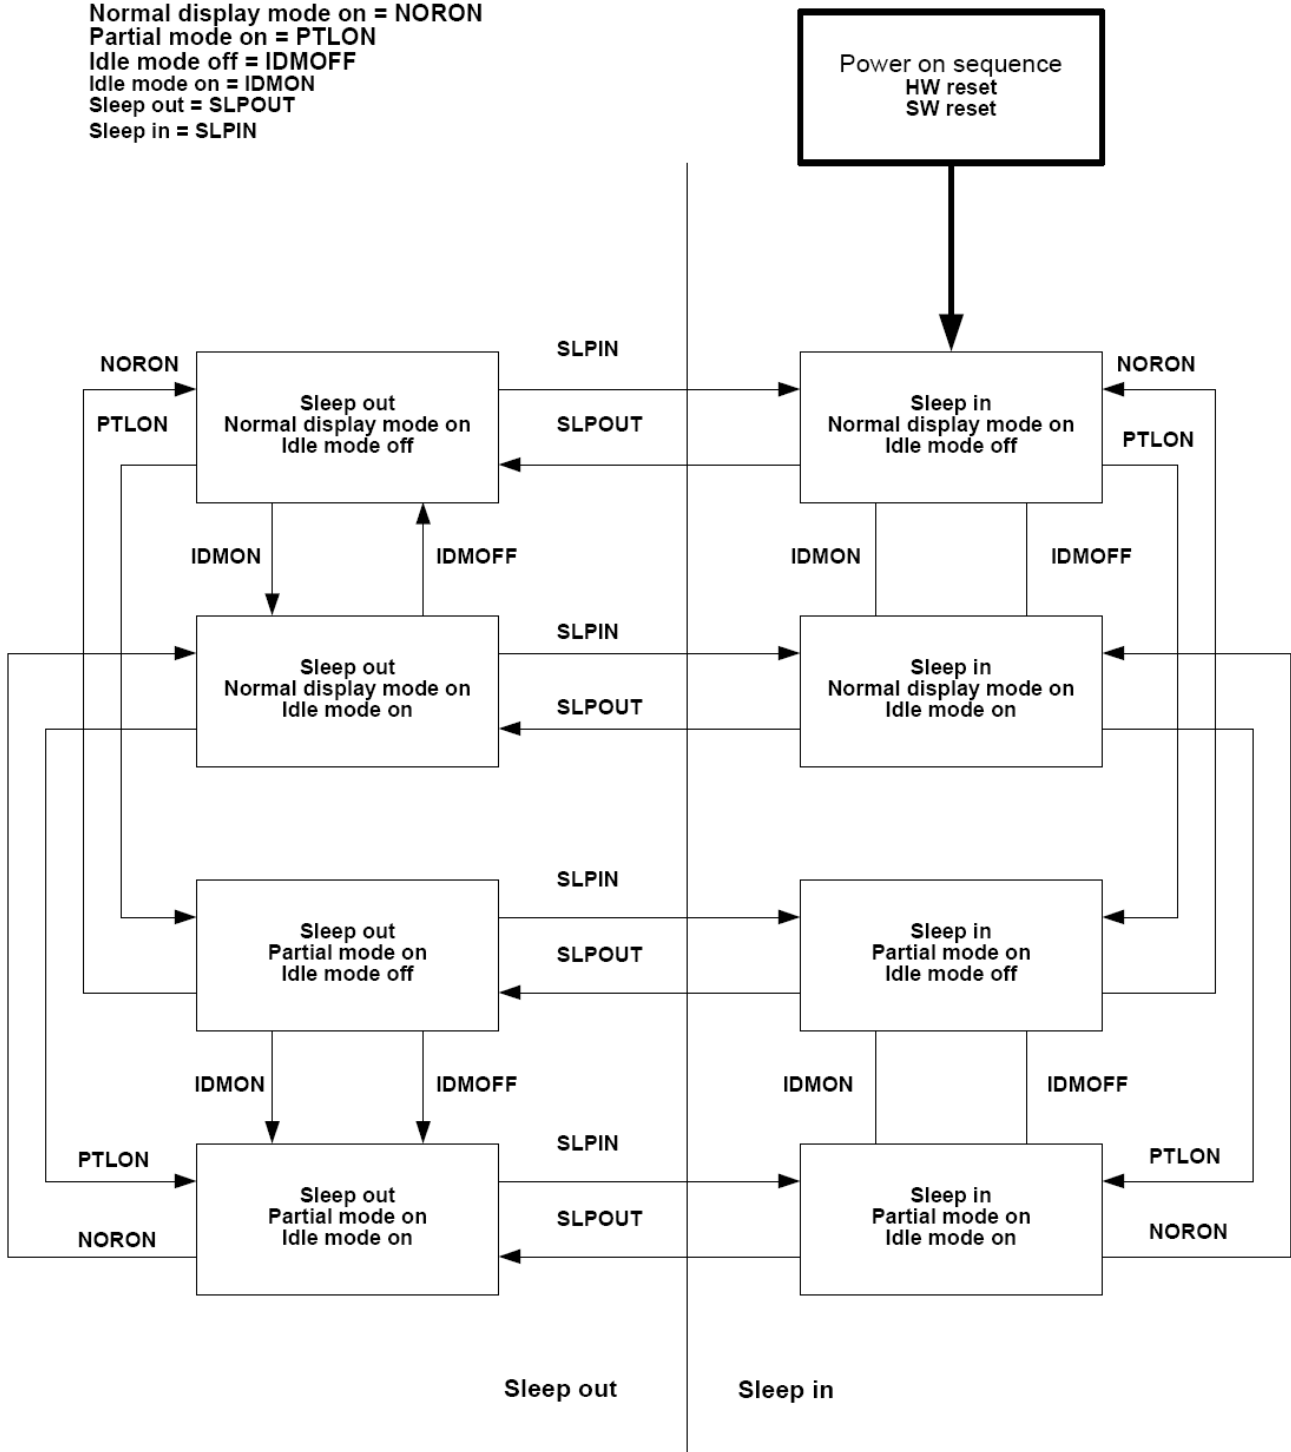 Normal display mode on = NORON
Partial mode on = PTLON
Idle mode off = IDMOFF
Idle mode on = IDMON
Sleep out = SLPOUT
Sleep in = SLPIN
Power on sequence
HW reset
SW reset
NORON
SLPIN
NORON
PTLON
Sleep out
Normal display mode on
Idle mode off
SLPOUT
Sleep in
Normal display mode on
Idle mode off
PTLON
IDMON
IDMOFF
IDMON
IDMOFF
SLPIN
Sleep out
Normal display mode on
Idle mode on
SLPOUT
Sleep in
Normal display mode on
Idle mode on
SLPIN
Sleep out
Partial mode on
Idle mode off
SLPOUT
Sleep in
Partial mode on
Idle mode off
IDMON
IDMOFF
IDMON
IDMOFF
PTLON
SLPIN
PTLON
Sleep out
Partial mode on
Idle mode on
SLPOUT
Sleep in
Partial mode on
Idle mode on
NORON
NORON
Sleep out
Sleep in